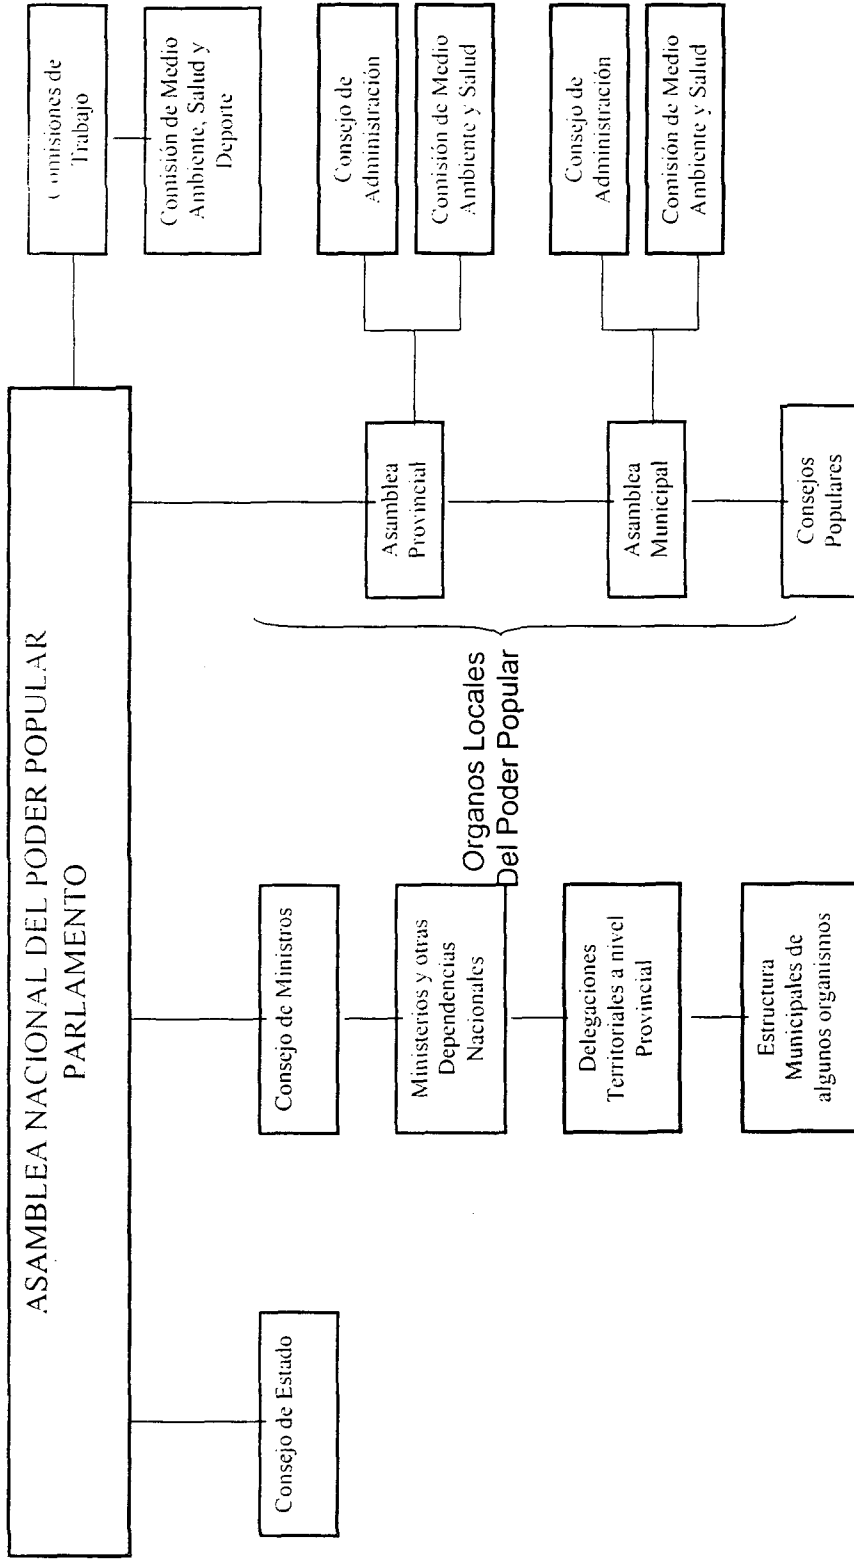 ASAMBLEA NACIONAL DEL PODER POPULAR
PARLAMENTO
Comisiones de
Trabajo
Comisión de Medio
Ambiente, Salud y
Deporte
Consejo de Estado
Consejo de Ministros
Ministerios y otras
Dependencias
Nacionales
Delegaciones
Territoriales a nivel
Provincial
Estructura
Municipales de
algunos organismos
Organos Locales
Del Poder Popular
Asamblea
Provincial
Consejo de
Administración
Comisión de Medio
Ambiente y Salud
Asamblea
Municipal
Consejo de
Administración
Comisión de Medio
Ambiente y Salud
Consejos
Populares